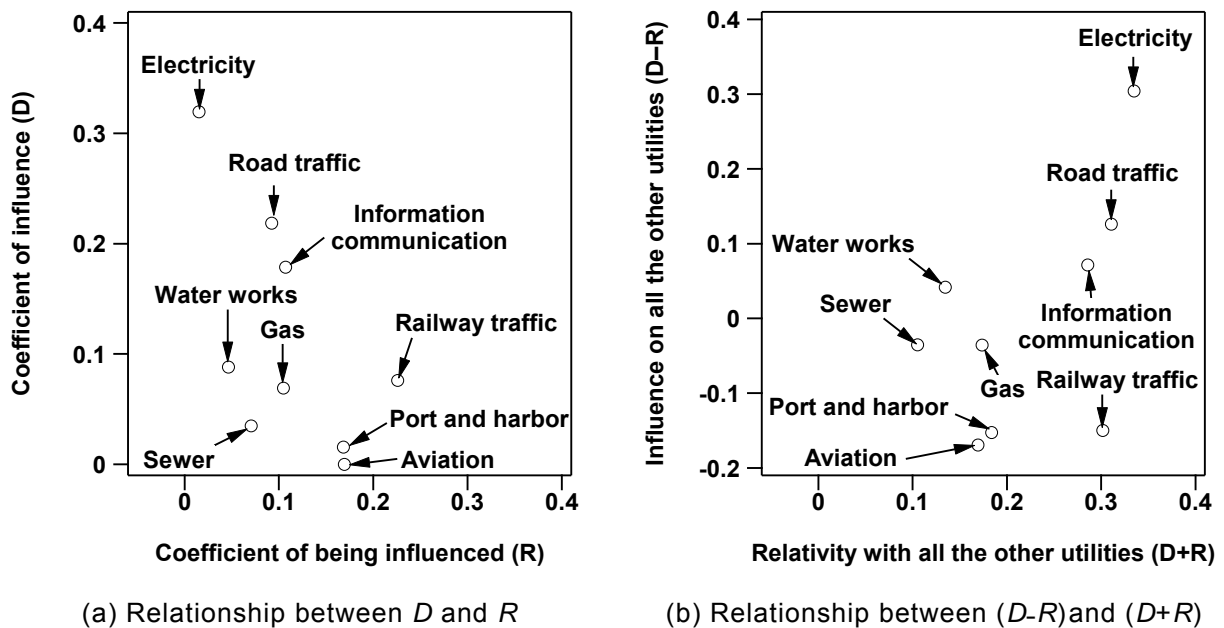 0.4
0.3
0.2
0.1
0
Coefficient of influence (D)
Electricity
Road traffic
Information
communication
Water works
Gas
Railway traffic
Port and harbor
Sewer
Aviation
0 0.1 0.2 0.3 0.4
Coefficient of being influenced (R)
(a) Relationship between D and R
0.4
0.3
0.2
0.1
0
-0.1
-0.2
Influence on all the other utilities (D–R)
Electricity
Road traffic
Water works
Sewer
Information
communication
Gas
Railway traffic
Port and harbor
Aviation
0 0.1 0.2 0.3 0.4
Relativity with all the other utilities (D+R)
(b) Relationship between (D-R)and (D+R)